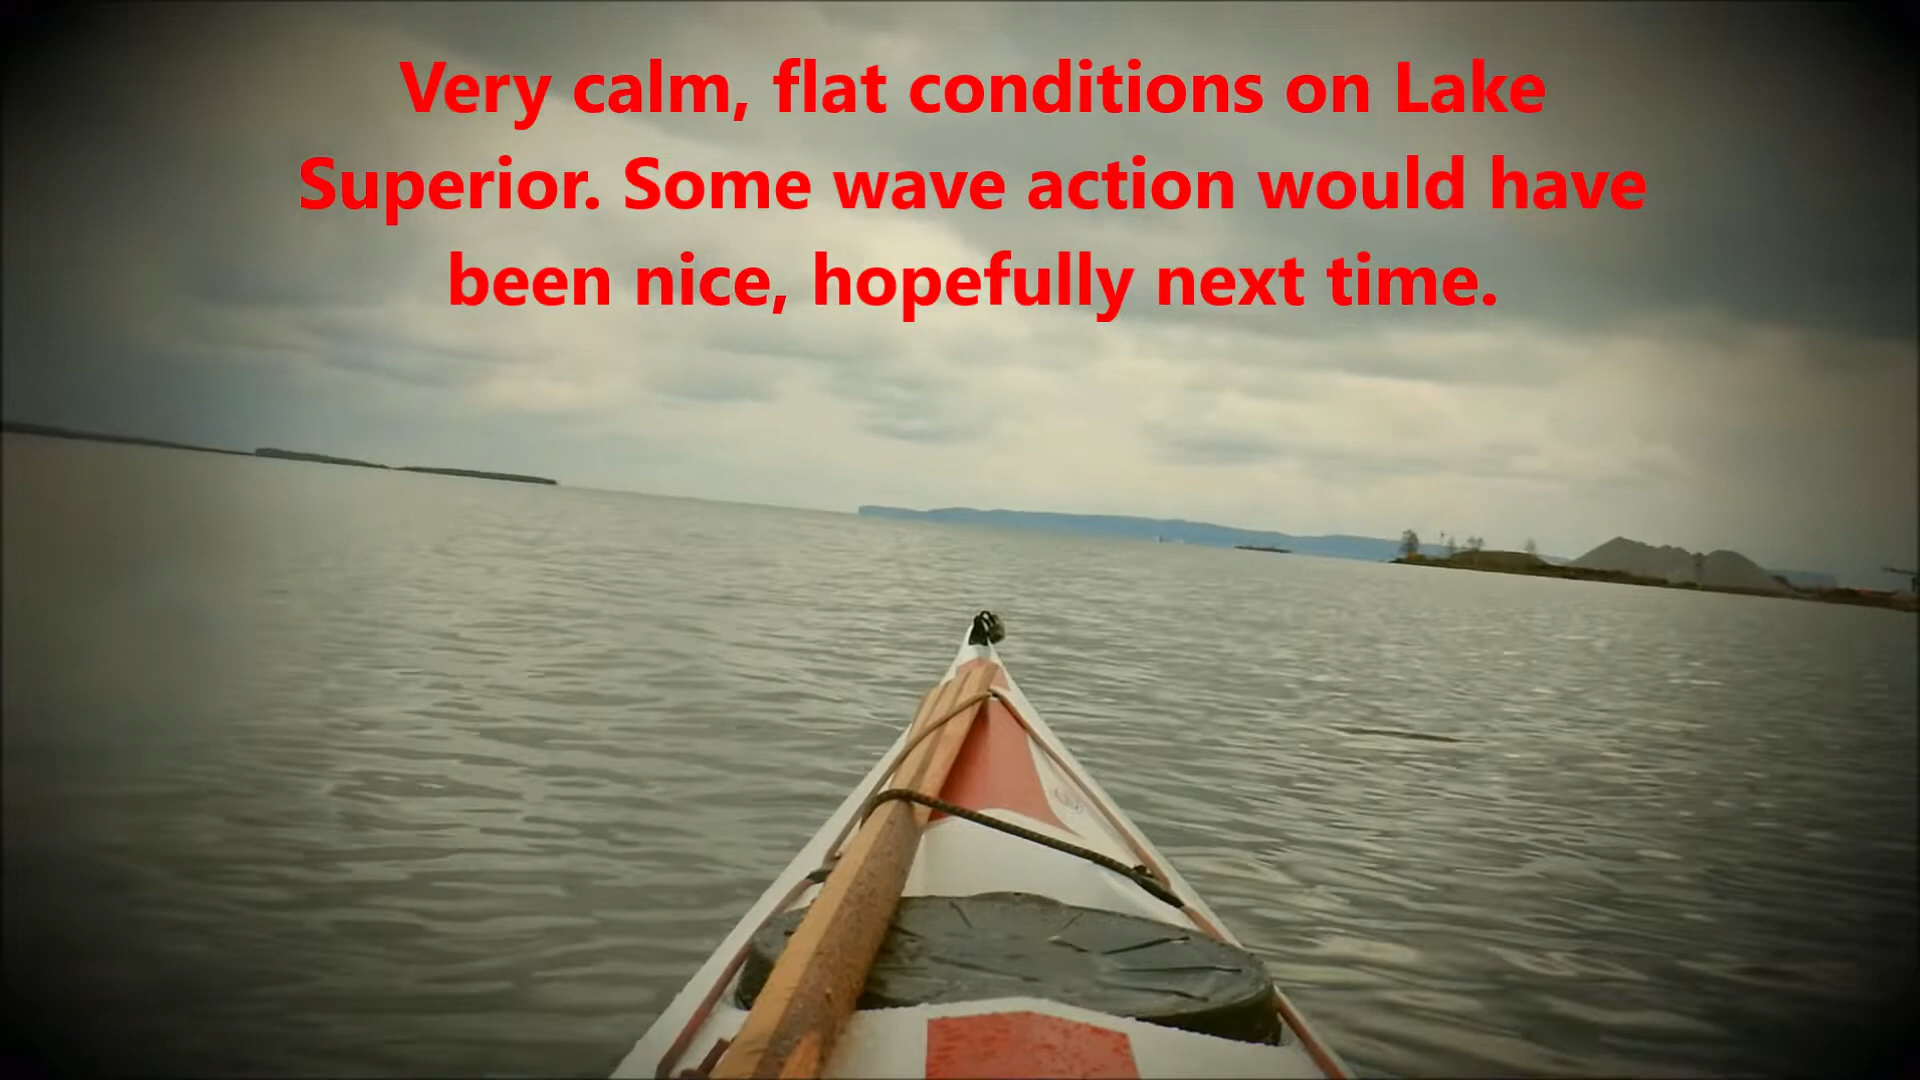 Very calm, flat conditions on Lake
Superior. Some wave action would have
been nice, hopefully next time.